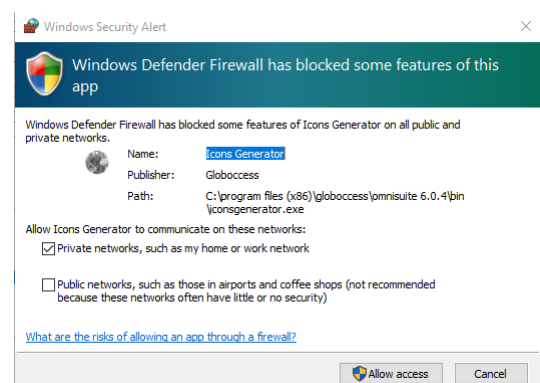 Windows Security Alert
Windows Defender Firewall has blocked some features of this
app
Windows Defender Firewall has blocked some features of Icons Generator on all public and
private networks.
Name: Icons Generator
Publisher: Globoccess
Path: C:\program files (x86)\globoccess\omnisuite 6.0.4\bin
\iconsgenerator.exe
Allow Icons Generator to communicate on these networks:
Private networks, such as my home or work network
Public networks, such as those in airports and coffee shops (not recommended
because these networks often have little or no security)
What are the risks of allowing an app through a firewall?
Allow access Cancel